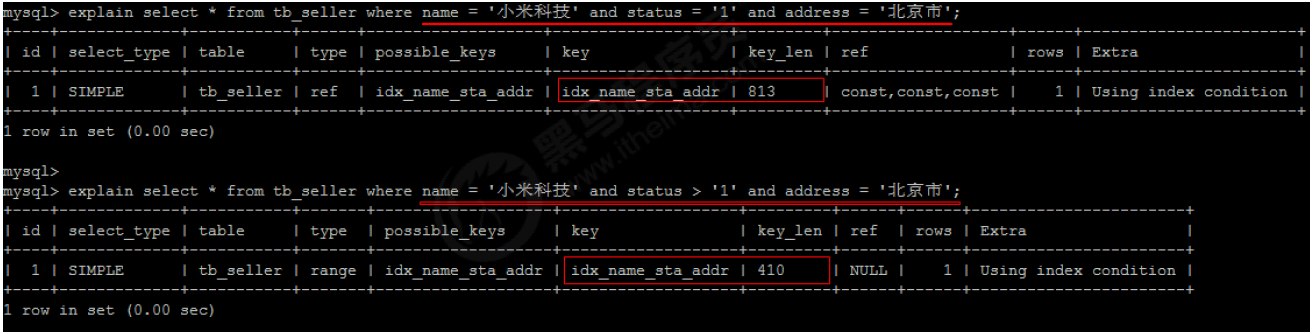 mysql> explain select * from tb_seller where name = '小米科技' and status = '1' and address = '北京市';
| id | select_type | table | type | possible_keys | key | key_len | ref | rows | Extra |
| 1 | SIMPLE | tb_seller | ref | idx_name_sta_addr | idx_name_sta_addr | 813 | const,const,const | 1 | Using index condition |
1 row in set (0.00 sec)
mysql>
mysql> explain select * from tb_seller where name = '小米科技' and status > '1' and address = '北京市';
| id | select_type | table | type | possible_keys | key | key_len | ref | rows | Extra |
| 1 | SIMPLE | tb_seller | range | idx_name_sta_addr | idx_name_sta_addr | 410 | NULL | 1 | Using index condition |
1 row in set (0.00 sec)
黑马程序员